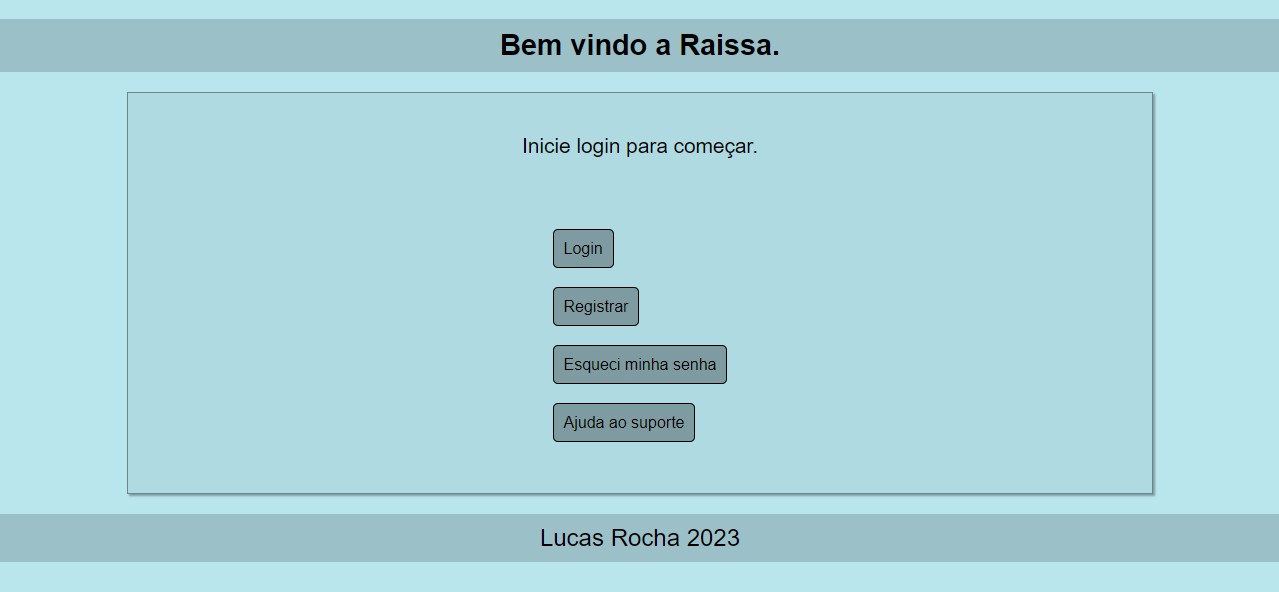 Bem vindo a Raissa.
Inicie login para começar.
Login
Registrar
Esqueci minha senha
Ajuda ao suporte
Lucas Rocha 2023